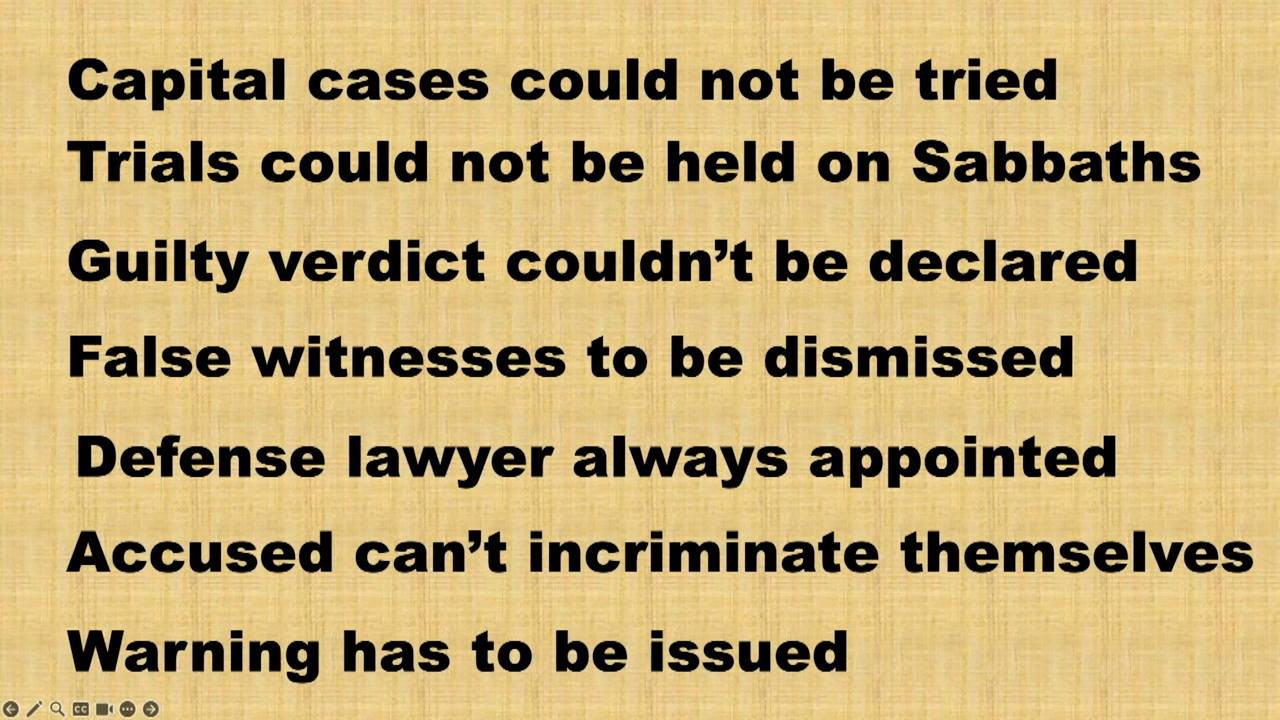 Capital cases could not be tried
Trials could not be held on Sabbaths
Guilty verdict couldn’t be declared
False witnesses to be dismissed
Defense lawyer always appointed
Accused can’t incriminate themselves
Warning has to be issued
CC